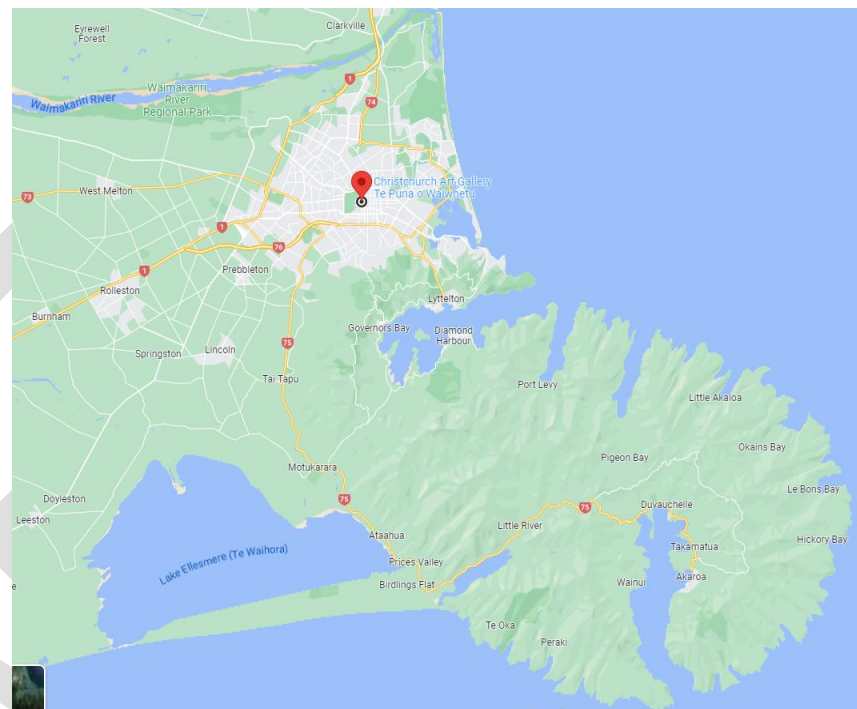 Eyrewell
Forest
Clarkville
1
Waimakariri
River
Regional Park
Waimakariri River
74
Christchurch Art Gallery
Te Puna o Waiwhetū
West Melton
73
1
76
Prebbleton
1
Rolleston
Lyttelton
Burnham
Governors Bay
Diamond
Harbour
75
Springston
Lincoln
Tai Tapu
Port Levy
Little Akaloa
Okains Bay
Pigeon Bay
Motukarara
Le Bons Bay
Doyleston
75
Duvauchelle
Leeston
Little River
75
Ataahua
Hickory Bay
Takamatua
Lake Ellesmere (Te Waihora)
Prices Valley
Akaroa
Wainui
Birdlings Flat
e
Te Oka
Peraki